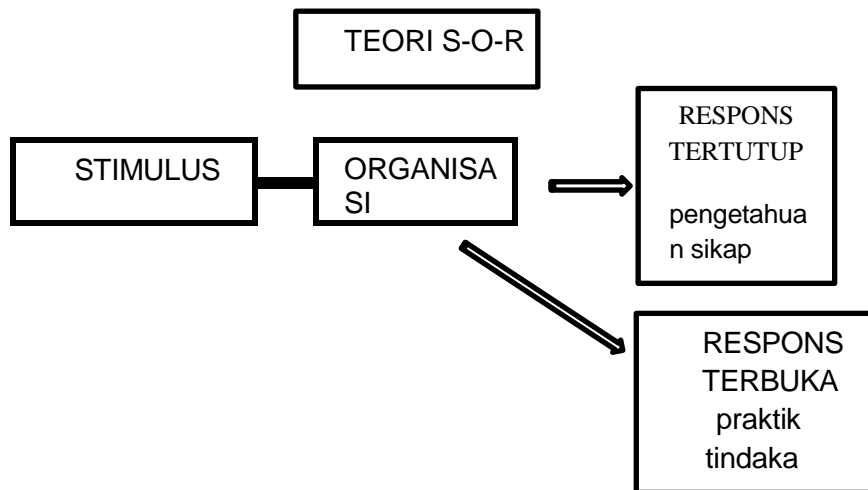 TEORI S-O-R
STIMULUS
ORGANISA
SI
RESPONS
TERTUTUP
pengetahua
n sikap
RESPONS
TERBUKA
praktik
tindaka